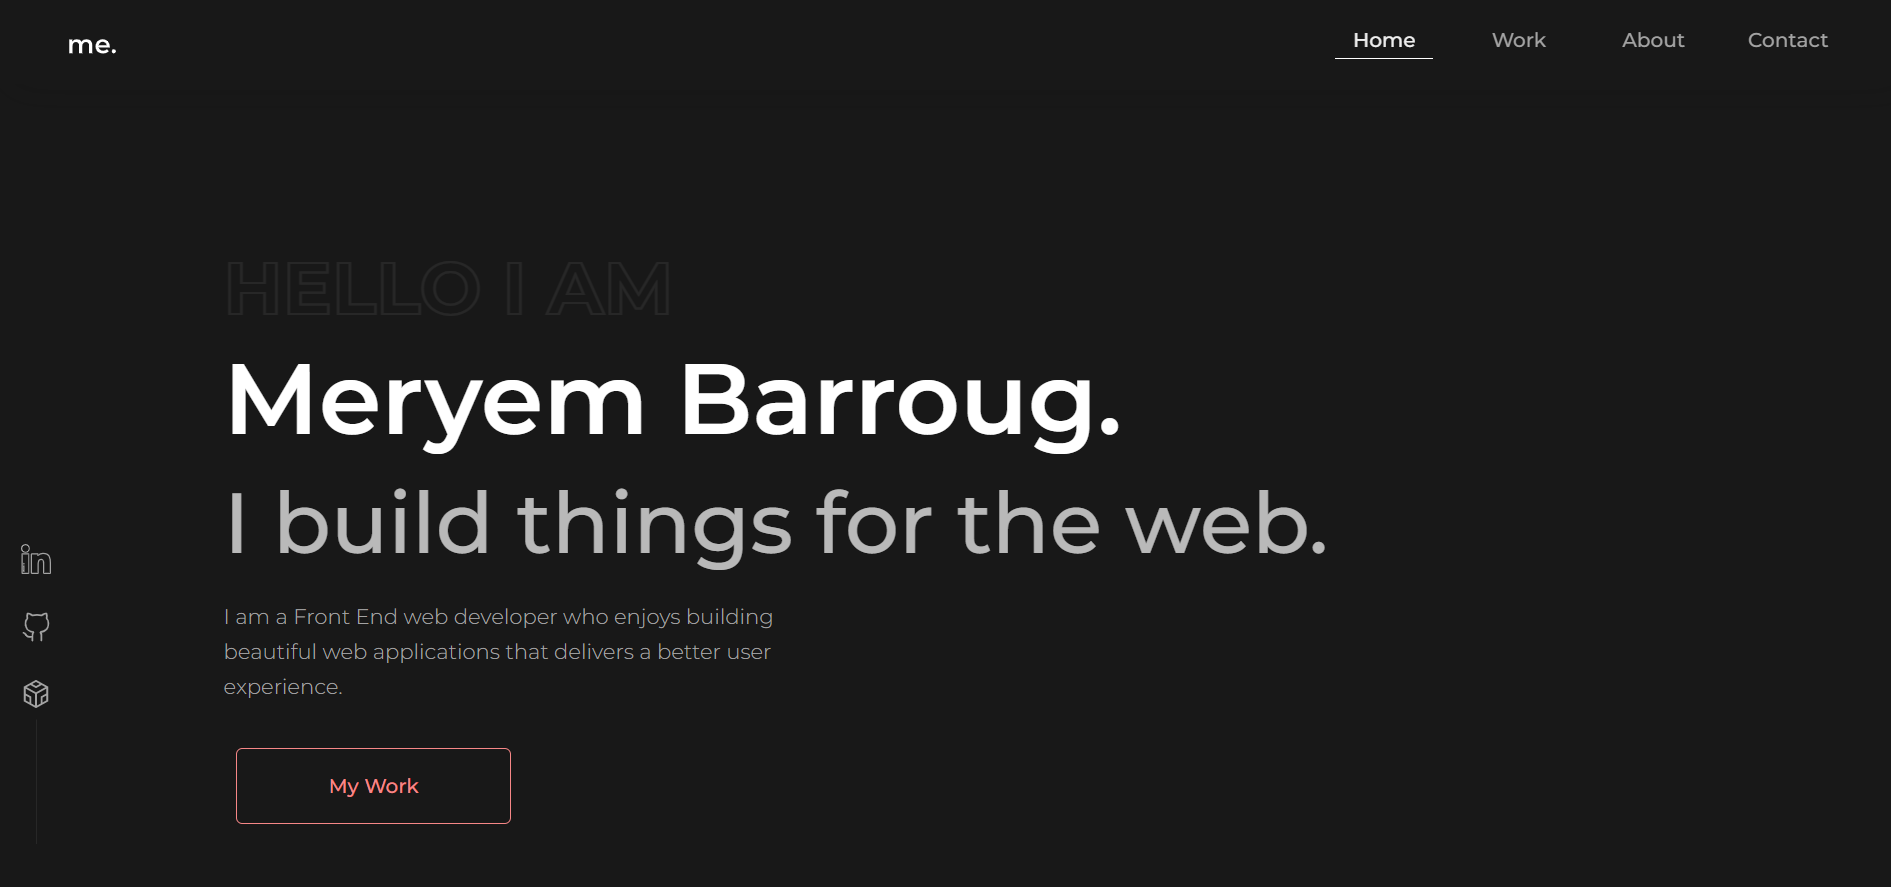 me.
Home
Work
About
Contact
HELLO I AM
Meryem Barroug.
I build things for the web.
I am a Front End web developer who enjoys building
beautiful web applications that delivers a better user
experience.
in
My Work